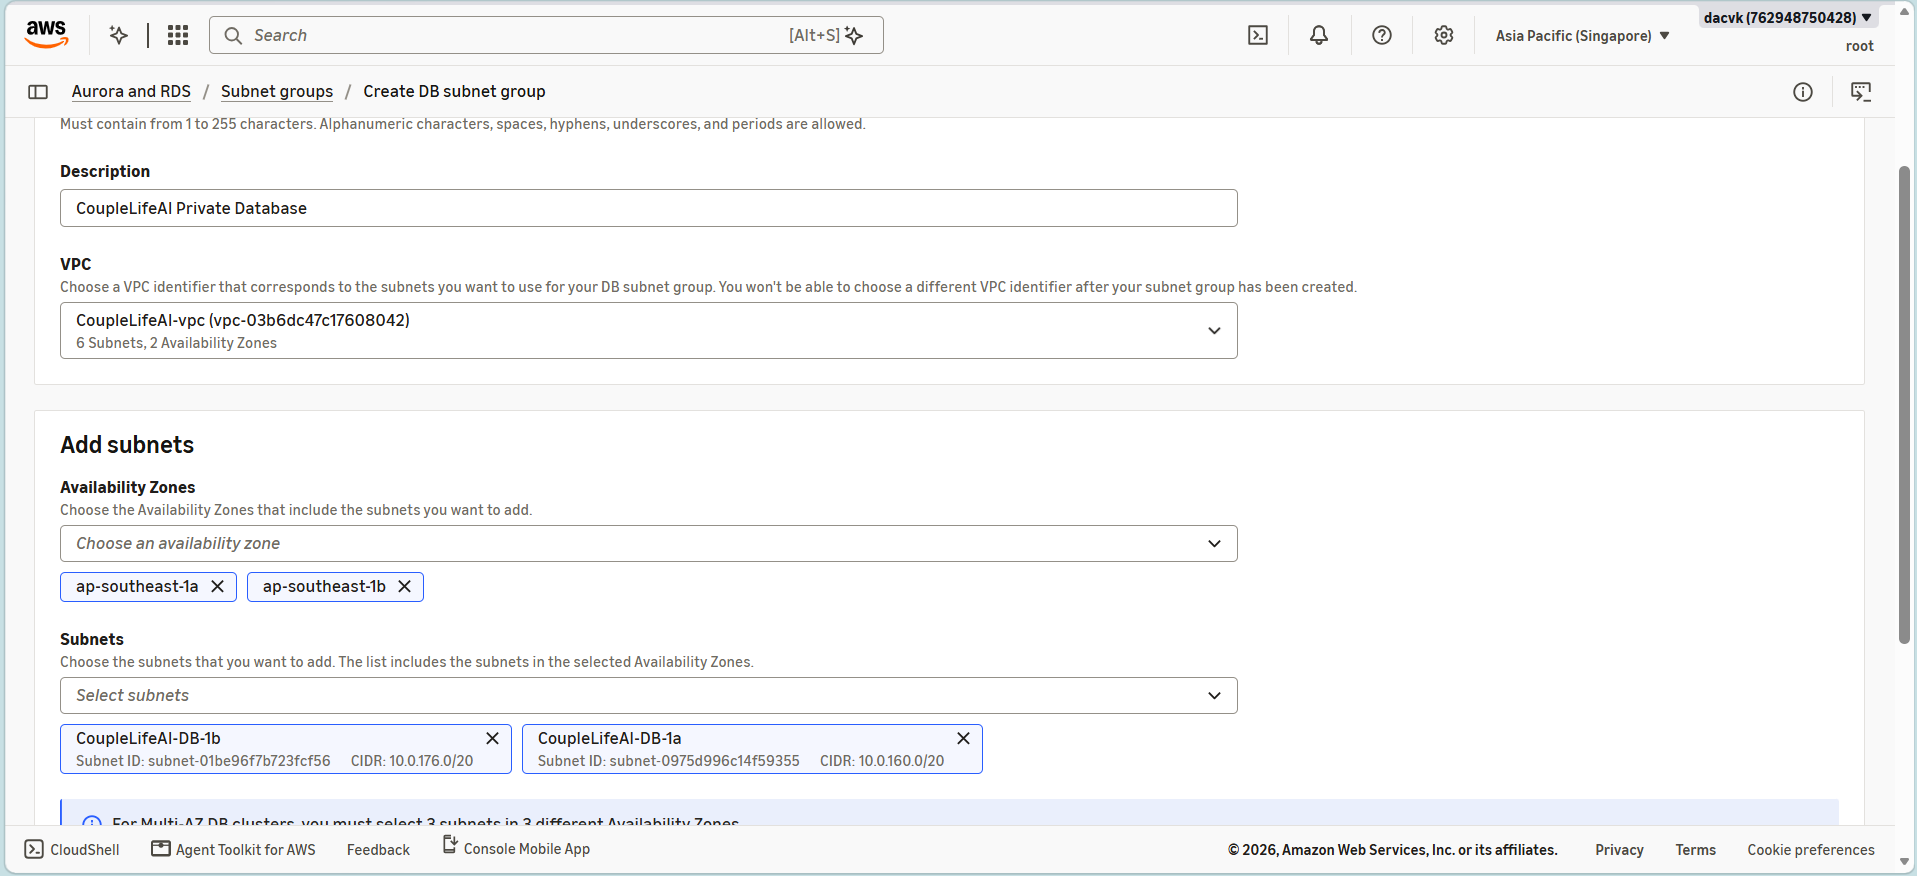 aws
Search
[Alt+S]
Asia Pacific (Singapore)
dacvk (762948750428)
root
Aurora and RDS / Subnet groups / Create DB subnet group
Must contain from 1 to 255 characters. Alphanumeric characters, spaces, hyphens, underscores, and periods are allowed.
Description
CoupleLifeAI Private Database
VPC
Choose a VPC identifier that corresponds to the subnets you want to use for your DB subnet group. You won't be able to choose a different VPC identifier after your subnet group has been created.
CoupleLifeAI-vpc (vpc-03b6dc47c17608042)
6 Subnets, 2 Availability Zones
Add subnets
Availability Zones
Choose the Availability Zones that include the subnets you want to add.
Choose an availability zone
ap-southeast-1a
ap-southeast-1b
Subnets
Choose the subnets that you want to add. The list includes the subnets in the selected Availability Zones.
Select subnets
CoupleLifeAI-DB-1b
Subnet ID: subnet-01be96f7b723fcf56 CIDR: 10.0.176.0/20
CoupleLifeAI-DB-1a
Subnet ID: subnet-0975d996c14f59355 CIDR: 10.0.160.0/20
For Multi-AZ DB clusters, you must select 3 subnets in 3 different Availability Zones
CloudShell
Agent Toolkit for AWS
Feedback
Console Mobile App
© 2026, Amazon Web Services, Inc. or its affiliates.
Privacy
Terms
Cookie preferences